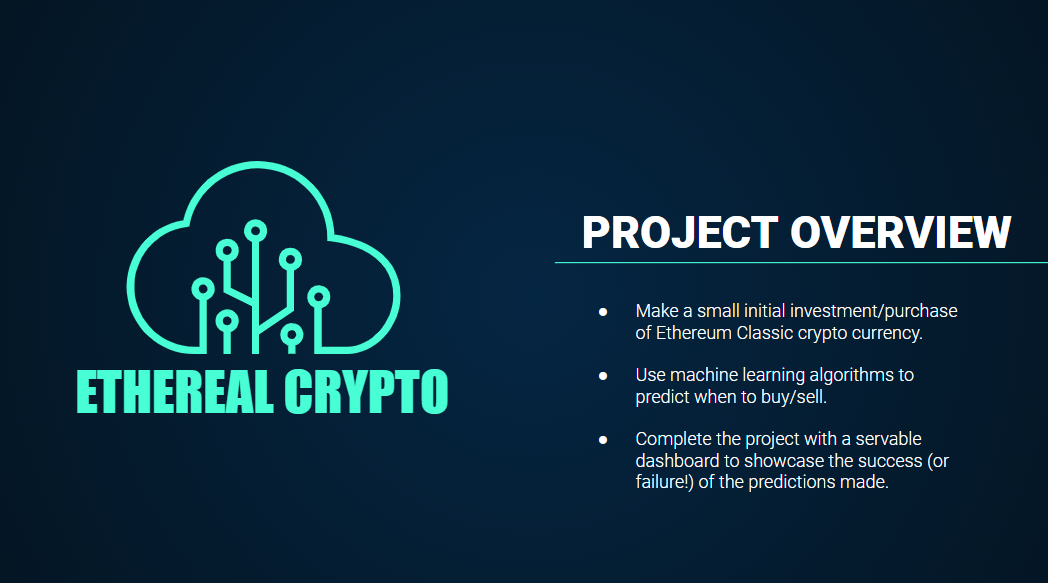 ETHEREAL CRYPTO
PROJECT OVERVIEW
● Make a small initial investment/purchase
of Ethereum Classic crypto currency.
● Use machine learning algorithms to
predict when to buy/sell.
● Complete the project with a servable
dashboard to showcase the success (or
failure!) of the predictions made.